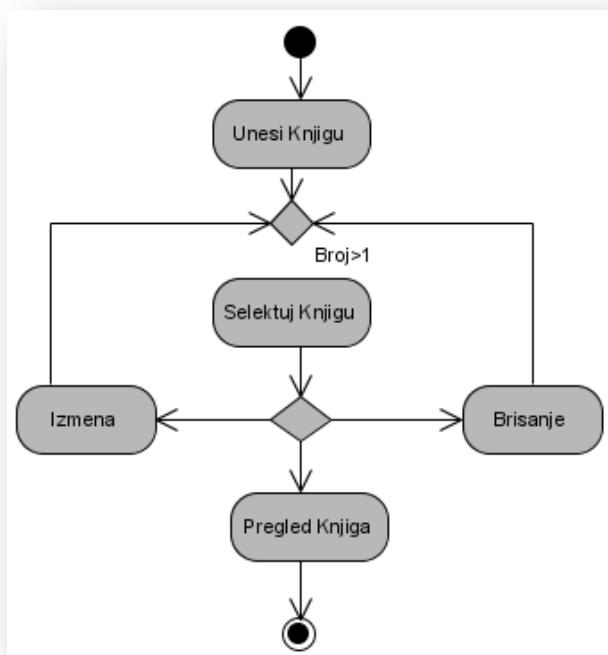 Unesi Knjigu
Broj>1
Selektuj Knjigu
Izmena
Brisanje
Pregled Knjiga